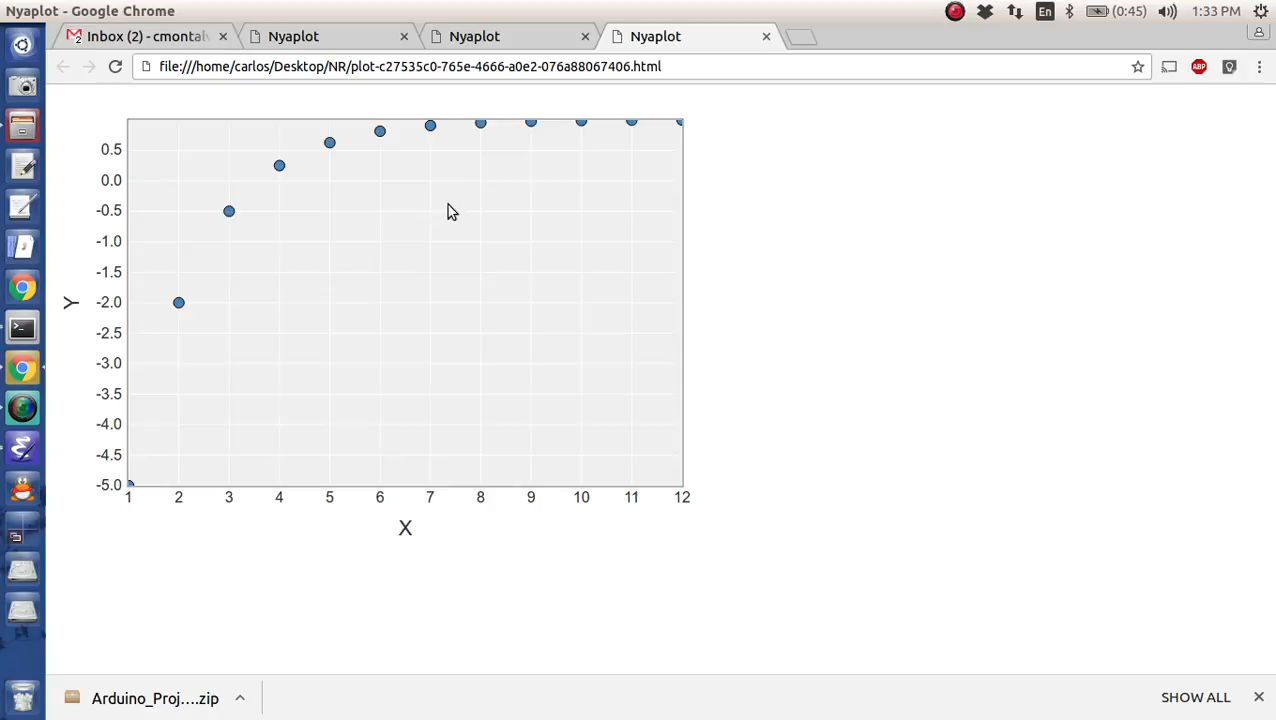 Nyaplot - Google Chrome
En
(0:45)
1:33 PM
Inbox (2) - cmontal
Nyaplot
Nyaplot
Nyaplot
file:///home/carlos/Desktop/NR/plot-c27535c0-765e-4666-a0e2-076a88067406.html
ABP
0.5
0.0
-0.5
-1.0
-1.5
-2.0
-2.5
-3.0
-3.5
-4.0
-4.5
-5.0
Y
1 2 3 4 5 6 7 8 9 10 11 12
X
Arduino_Proj....zip
SHOW ALL